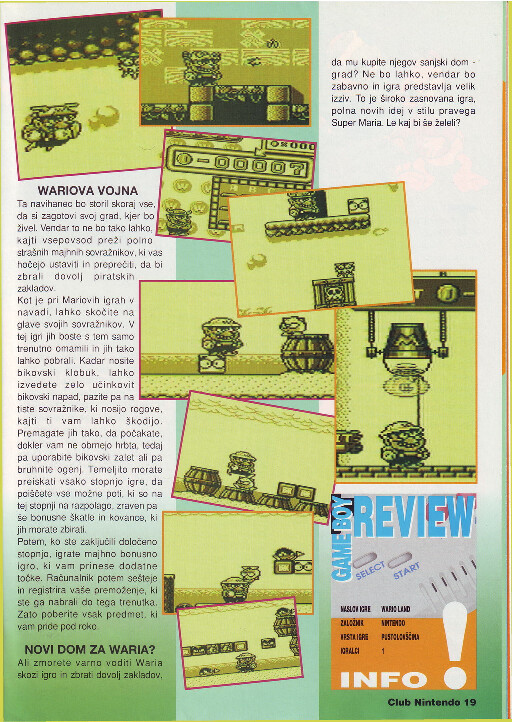 WARIOVA VOJNA
Ta navihanec bo storil skoraj vse,
da si zagotovi svoj grad, kjer bo
živel. Vendar to ne bo tako lahko,
kajti vsepovsod preži polno
strašnih majhnih sovražnikov, ki vas
hočejo ustaviti in preprečiti, da bi
zbrali dovolj piratskih
zakladov.
Kot je pri Mariovih igrah v
navadi, lahko skočite na
glave svojih sovražnikov. V
tej igri jih boste s tem samo
trenutno omamili in jih tako
lahko pobrali. Kadar nosite
bikovski klobuk, lahko
izvedete zelo učinkovit
bikovski napad, pazite pa na
tiste sovražnike, ki nosijo rogove,
kajti ti vam lahko škodijo.
Premagate jih tako, da počakate,
dokler vam ne obrnejo hrbta, tedaj
pa uporabite bikovski zalet ali pa
bruhnite ogenj. Temeljito morate
preiskati vsako stopnjo igre, da
poiščete vse možne poti, ki so na
tej stopnji na razpolago, zraven pa
še bonusne škatle in kovance, ki
jih morate zbirati.
Potem, ko ste zaključili določeno
stopnjo, igrate majhno bonusno
igro, ki vam prinese dodatne
točke. Računalnik potem sešteje
in registrira vaše premoženje, ki
ste ga nabrali do tega trenutka.
Zato poberite vsak predmet, ki
vam pride pod roko.
NOVI DOM ZA WARIA?
Ali zmorete varno voditi Waria
skozi igro in zbrati dovolj zakladov,
da mu kupite njegov sanjski dom -
grad? Ne bo lahko, vendar bo
zabavno in igra predstavlja velik
izziv. To je široko zasnovana igra,
polna novih idej v stilu pravega
Super Maria. Le kaj bi še želeli?
GAME BOY REVIEW
SELECT START
NASLOV IGRE WARIO LAND
ZALOŽNIK NINTENDO
VRSTA IGRE PUSTOLOVŠČINA
IGRALCI 1
INFO !
Club Nintendo 19